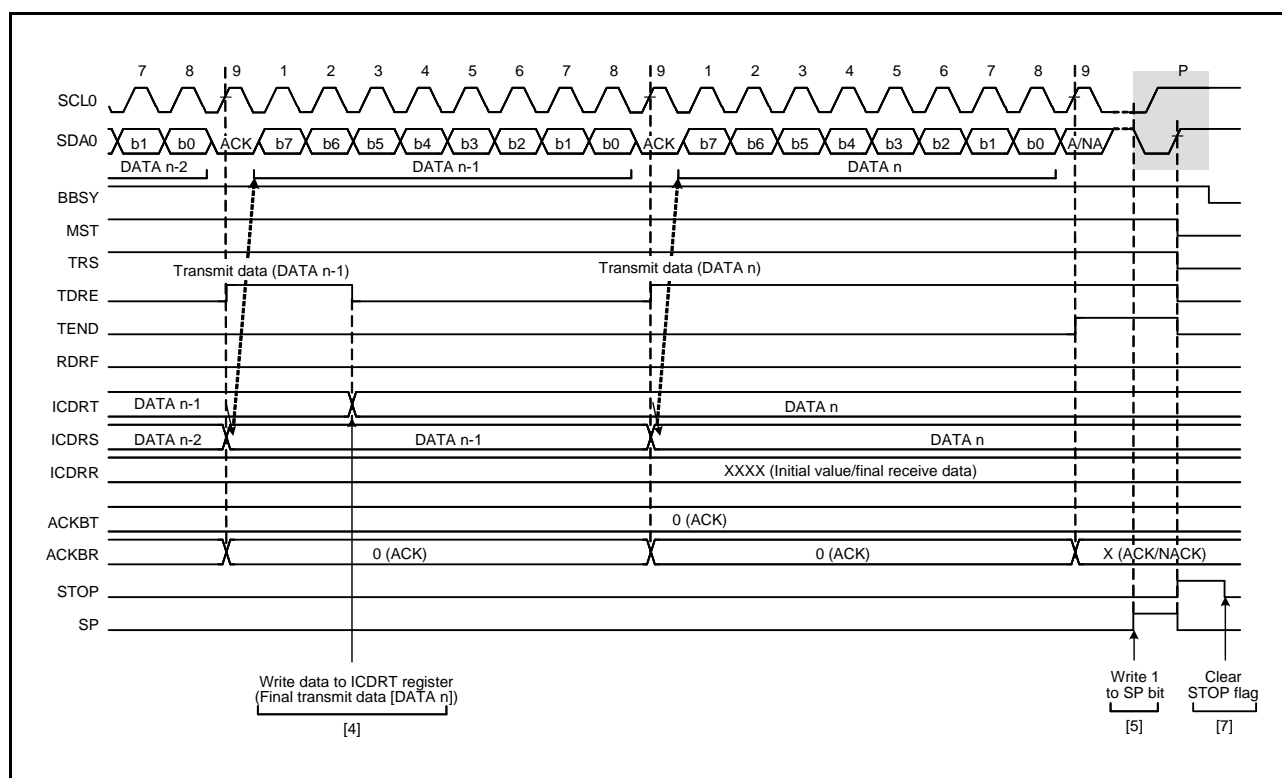 7 8 9 1 2 3 4 5 6 7 8 9 1 2 3 4 5 6 7 8 9 P
SCL0
SDA0 b1 b0 ACK b7 b6 b5 b4 b3 b2 b1 b0 ACK b7 b6 b5 b4 b3 b2 b1 b0 A/NA
DATA n-2 DATA n-1 DATA n
BBSY
MST
TRS
Transmit data (DATA n-1) Transmit data (DATA n)
TDRE
TEND
RDRF
ICDRT DATA n-1 DATA n
ICDRS DATA n-2 DATA n-1 DATA n
ICDRR XXXX (Initial value/final receive data)
ACKBT 0 (ACK)
ACKBR 0 (ACK) 0 (ACK) X (ACK/NACK)
STOP
SP
Write data to ICDRT register
(Final transmit data [DATA n])
[4]
Write 1
to SP bit
[5]
Clear
STOP flag
[7]